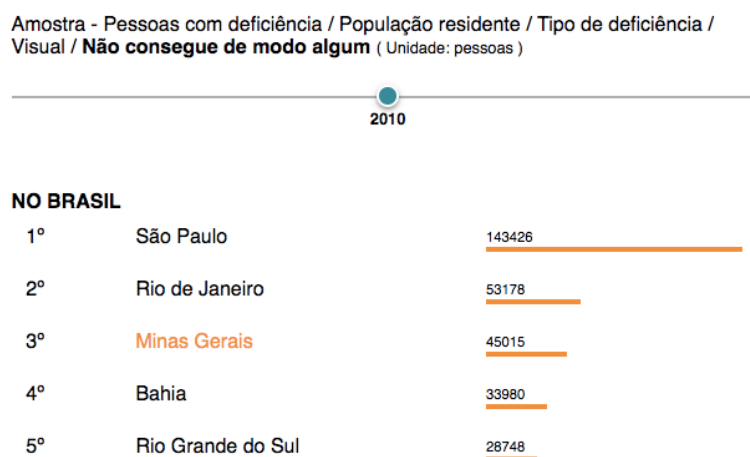 Amostra - Pessoas com deficiência / População residente / Tipo de deficiência /
Visual / Não consegue de modo algum ( Unidade: pessoas )
2010
NO BRASIL
1º São Paulo 143426
2º Rio de Janeiro 53178
3º Minas Gerais 45015
4º Bahia 33980
5º Rio Grande do Sul 28748